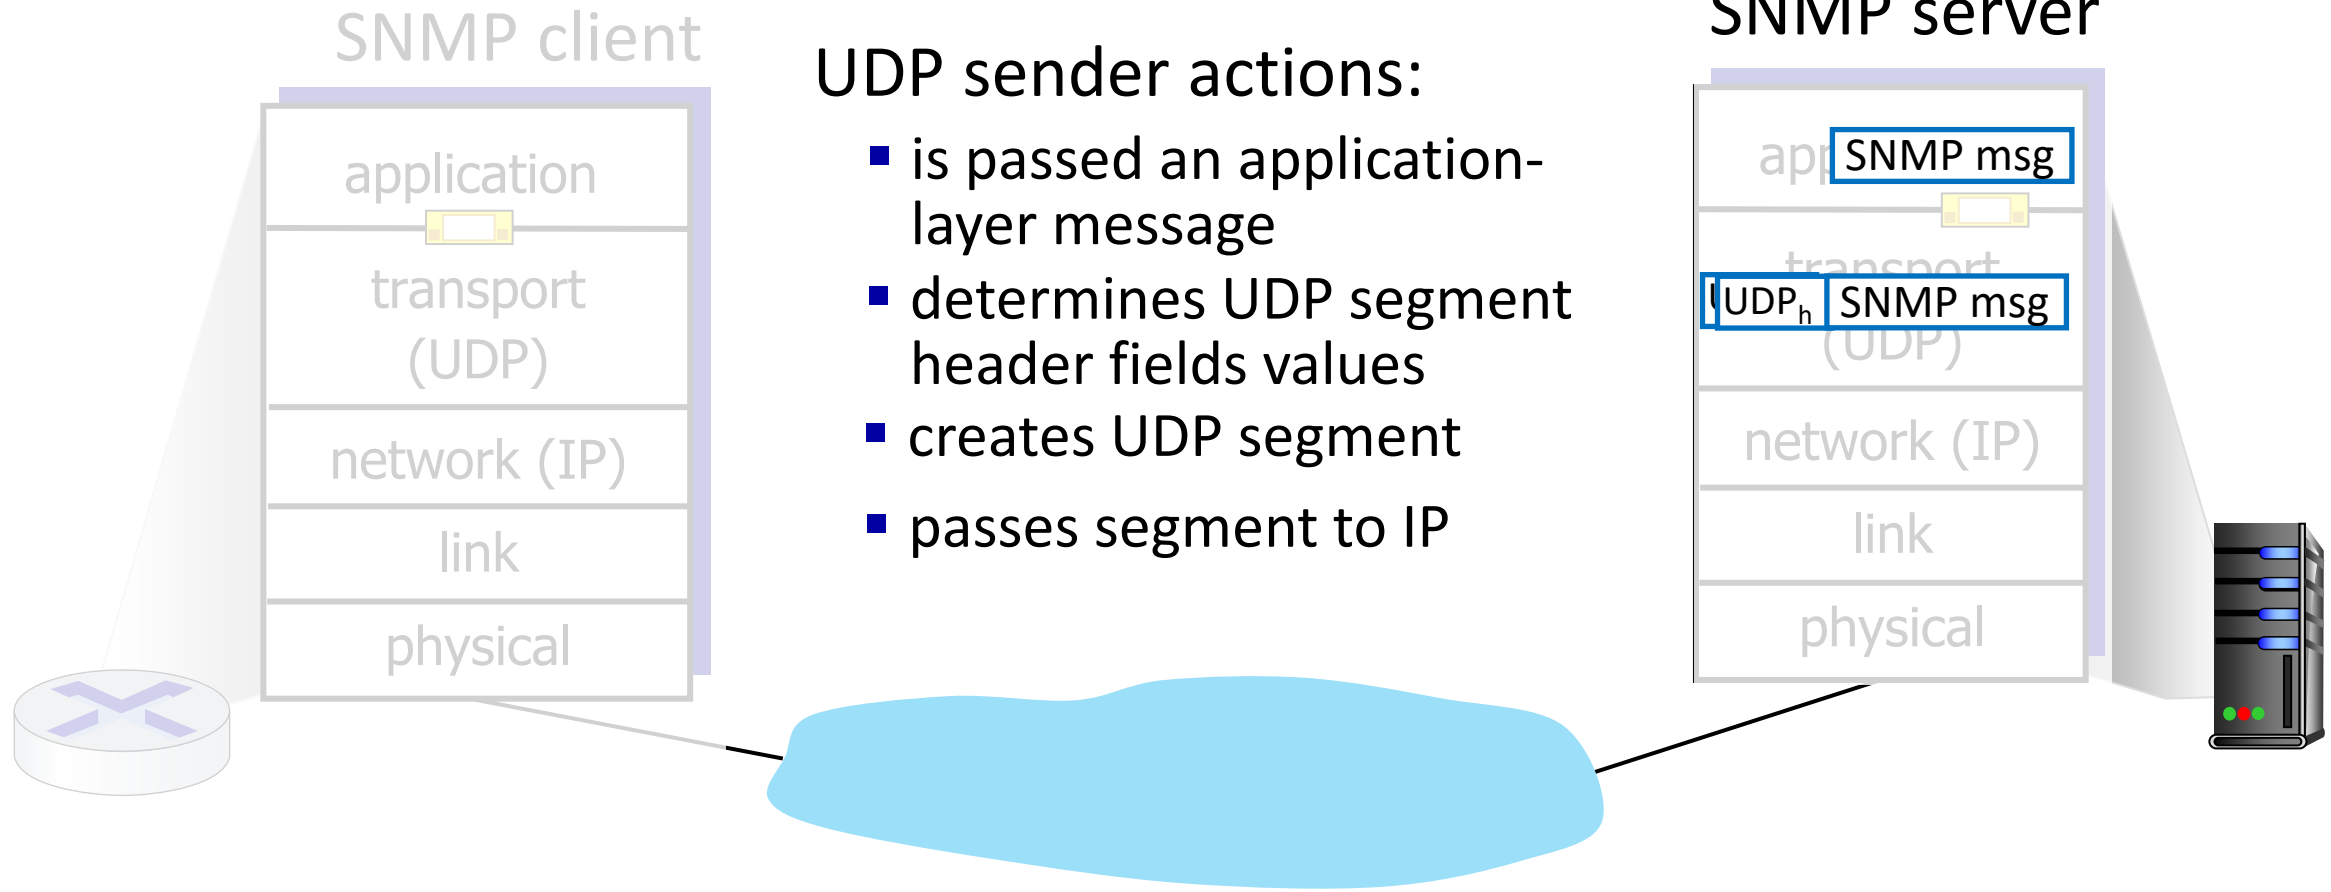 SNMP client
application
transport
(UDP)
network (IP)
link
physical
UDP sender actions:
is passed an application-
layer message
determines UDP segment
header fields values
creates UDP segment
passes segment to IP
SNMP server
SNMP msg
transport
UDPh SNMP msg
(UDP)
network (IP)
link
physical